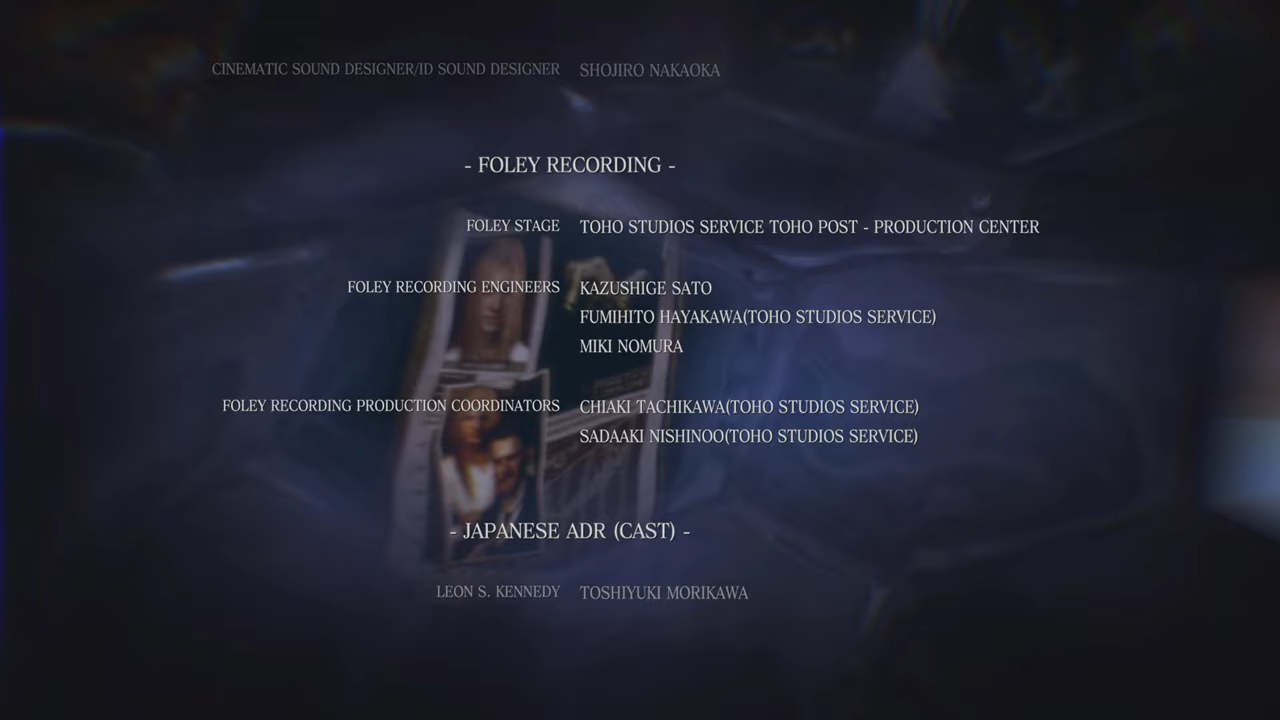 CINEMATIC SOUND DESIGNER/ID SOUND DESIGNER SHOJIRO NAKAOKA
- FOLEY RECORDING -
FOLEY STAGE TOHO STUDIOS SERVICE TOHO POST - PRODUCTION CENTER
FOLEY RECORDING ENGINEERS KAZUSHIGE SATO
FUMIHITO HAYAKAWA(TOHO STUDIOS SERVICE)
MIKI NOMURA
FOLEY RECORDING PRODUCTION COORDINATORS CHIAKI TACHIKAWA(TOHO STUDIOS SERVICE)
SADAAKI NISHINOO(TOHO STUDIOS SERVICE)
- JAPANESE ADR (CAST) -
LEON S. KENNEDY TOSHIYUKI MORIKAWA